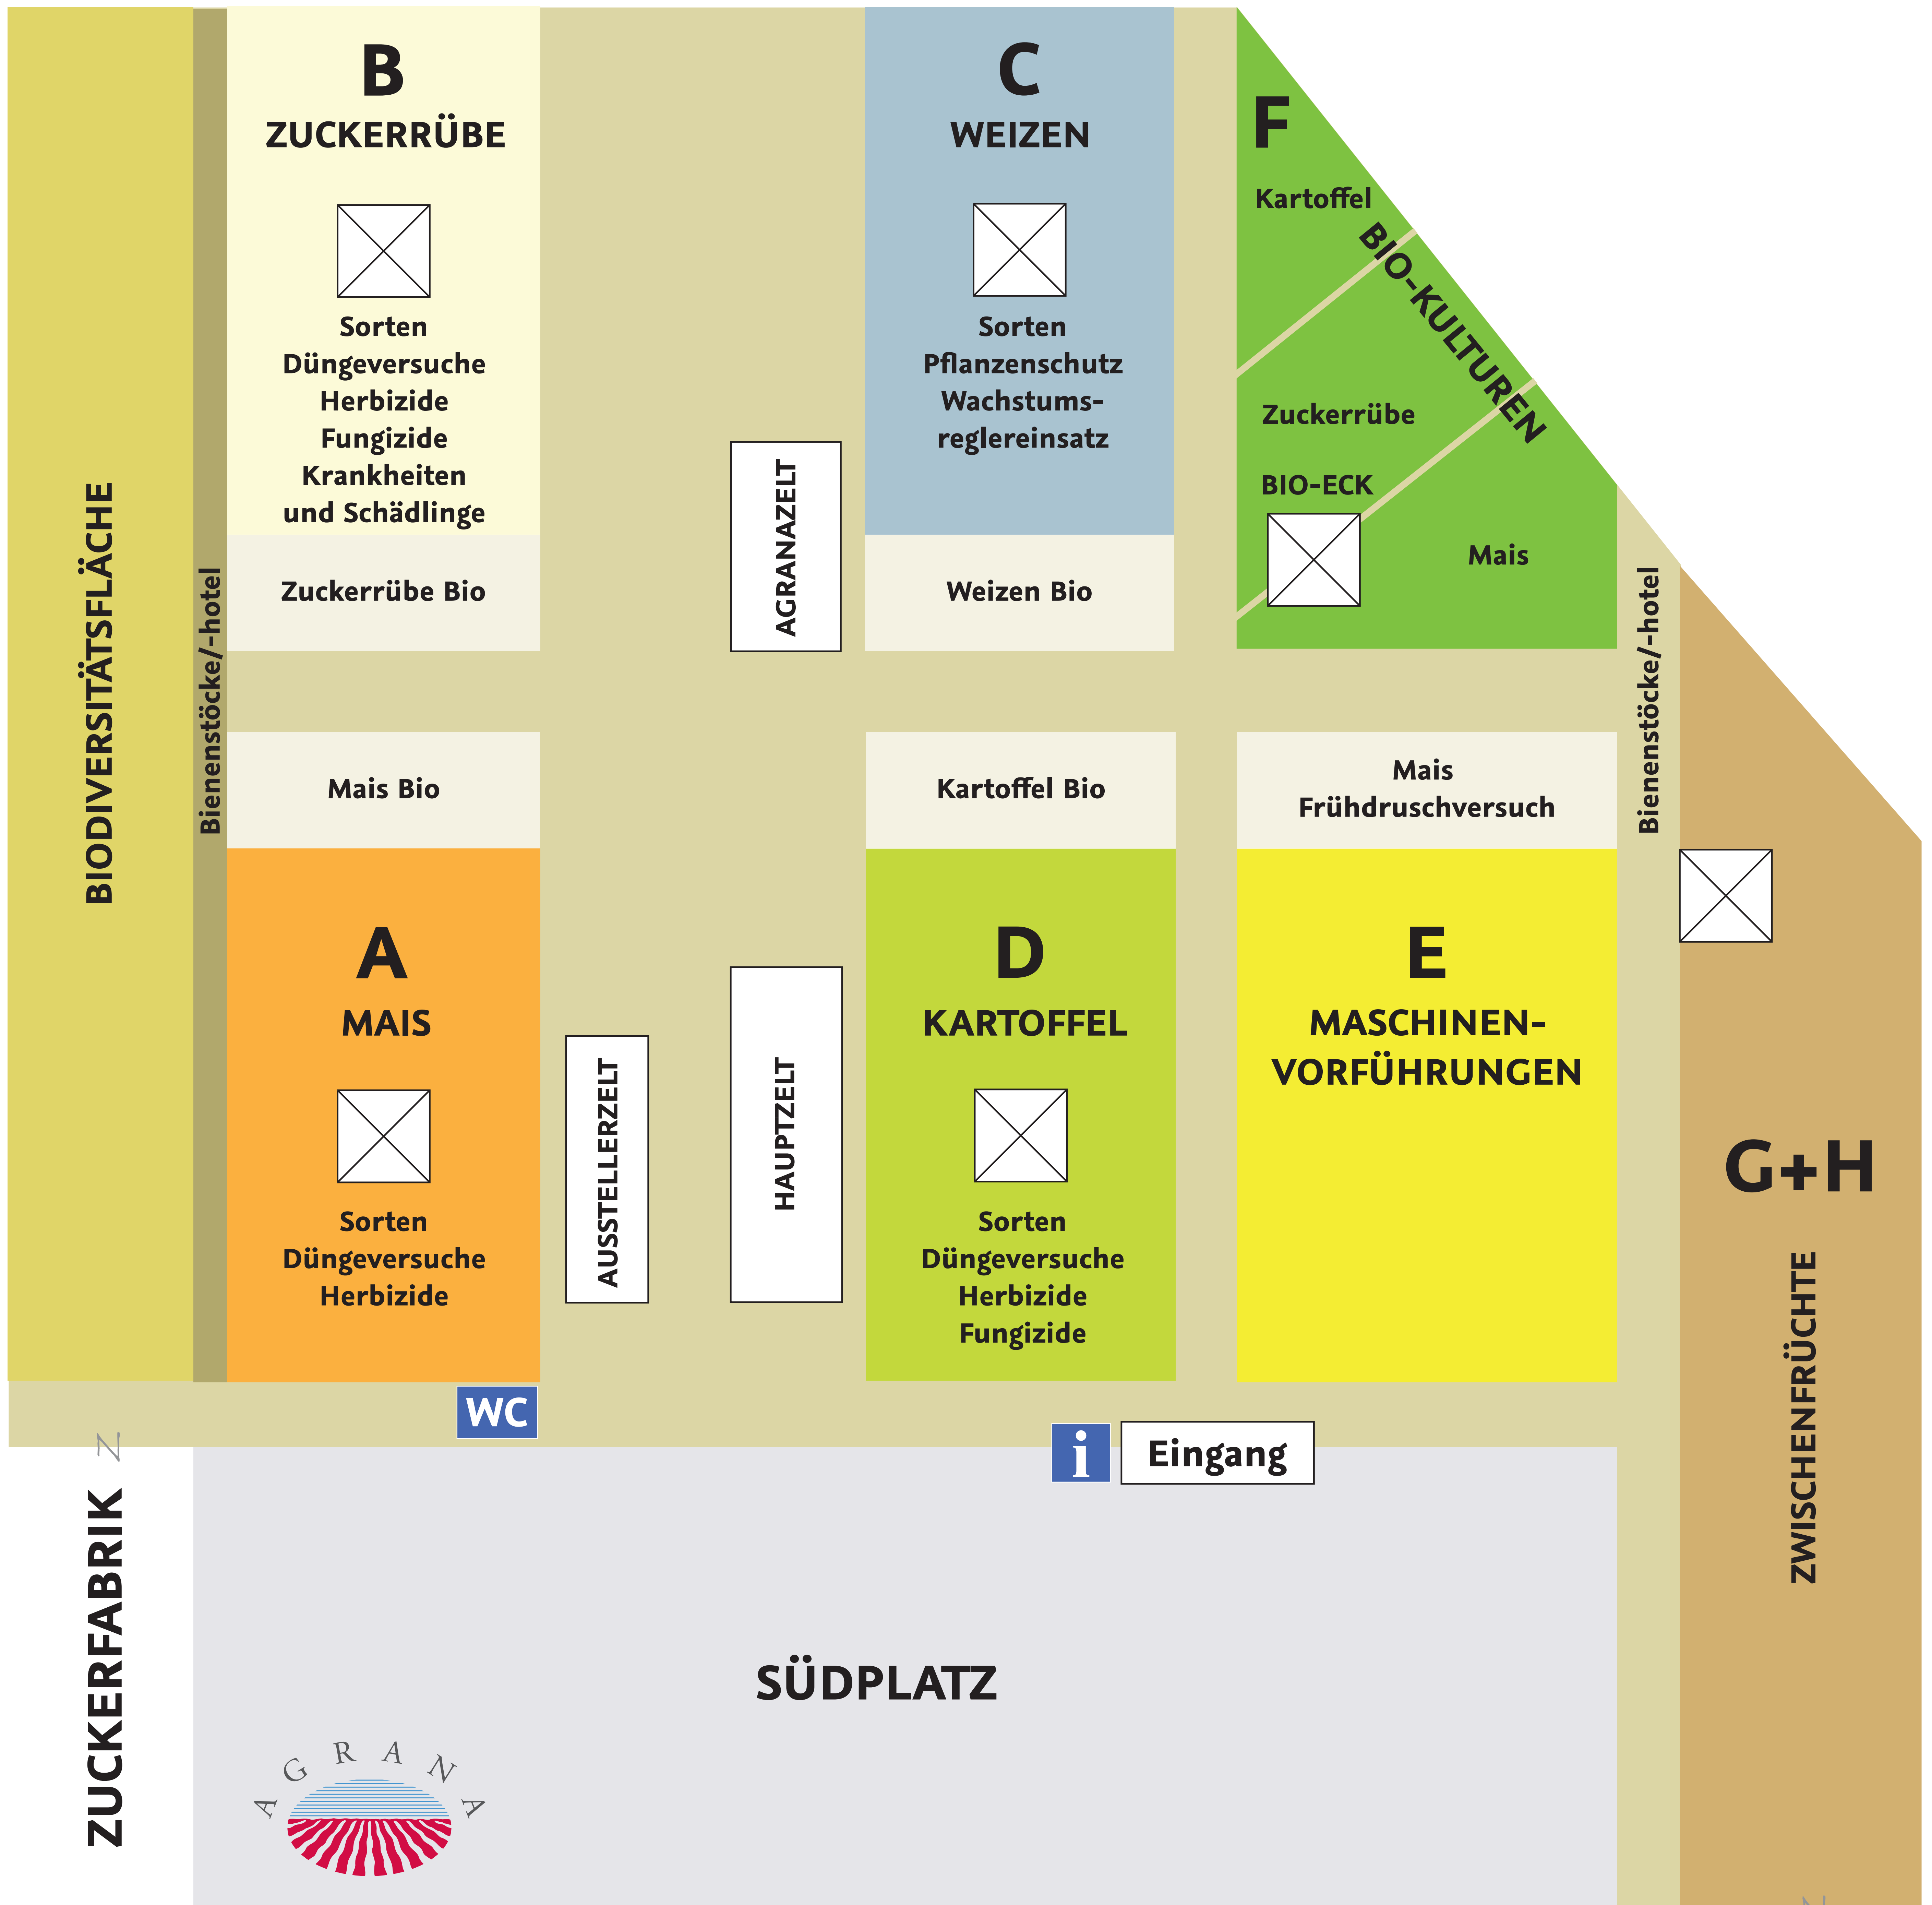 BIODIVERSITÄTSFLÄCHE
Bienenstöcke/-hotel
B
ZUCKERRÜBE
Sorten
Düngeversuche
Herbizide
Fungizide
Krankheiten
und Schädlinge
Zuckerrübe Bio
AGRANAZELT
C
WEIZEN
Sorten
Pflanzenschutz
Wachstums-
reglereinsatz
Weizen Bio
F
BIO-KULTUREN
Kartoffel
Zuckerrübe
BIO-ECK
Mais
Bienenstöcke/-hotel
Mais Bio
A
MAIS
Sorten
Düngeversuche
Herbizide
AUSSTELLERZELT
HAUPTZELT
Kartoffel Bio
D
KARTOFFEL
Sorten
Düngeversuche
Herbizide
Fungizide
Mais
Frühdruschversuch
E
MASCHINEN-
VORFÜHRUNGEN
G+H
ZWISCHENFRÜCHTE
WC
i
Eingang
Z
ZUCKERFABRIK
SÜDPLATZ
AGRANA